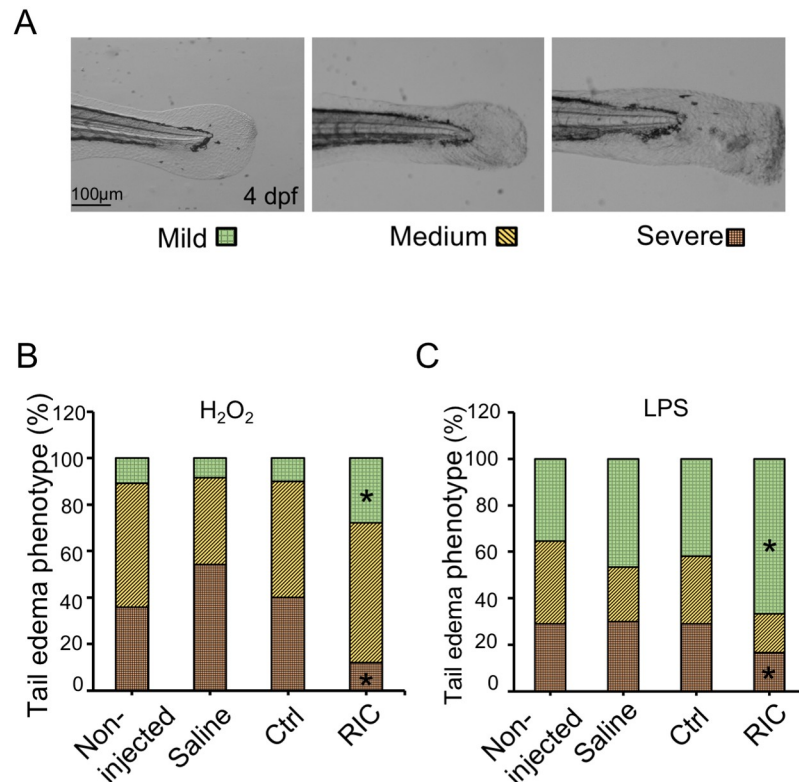 A
100µm
4 dpf
Mild
Medium
Severe
B
H₂O₂
Tail edema phenotype (%)
120
100
80
60
40
20
0
*
*
Non-
injected
Saline
Ctrl
RIC
C
LPS
Tail edema phenotype (%)
120
100
80
60
40
20
0
*
*
Non-
injected
Saline
Ctrl
RIC